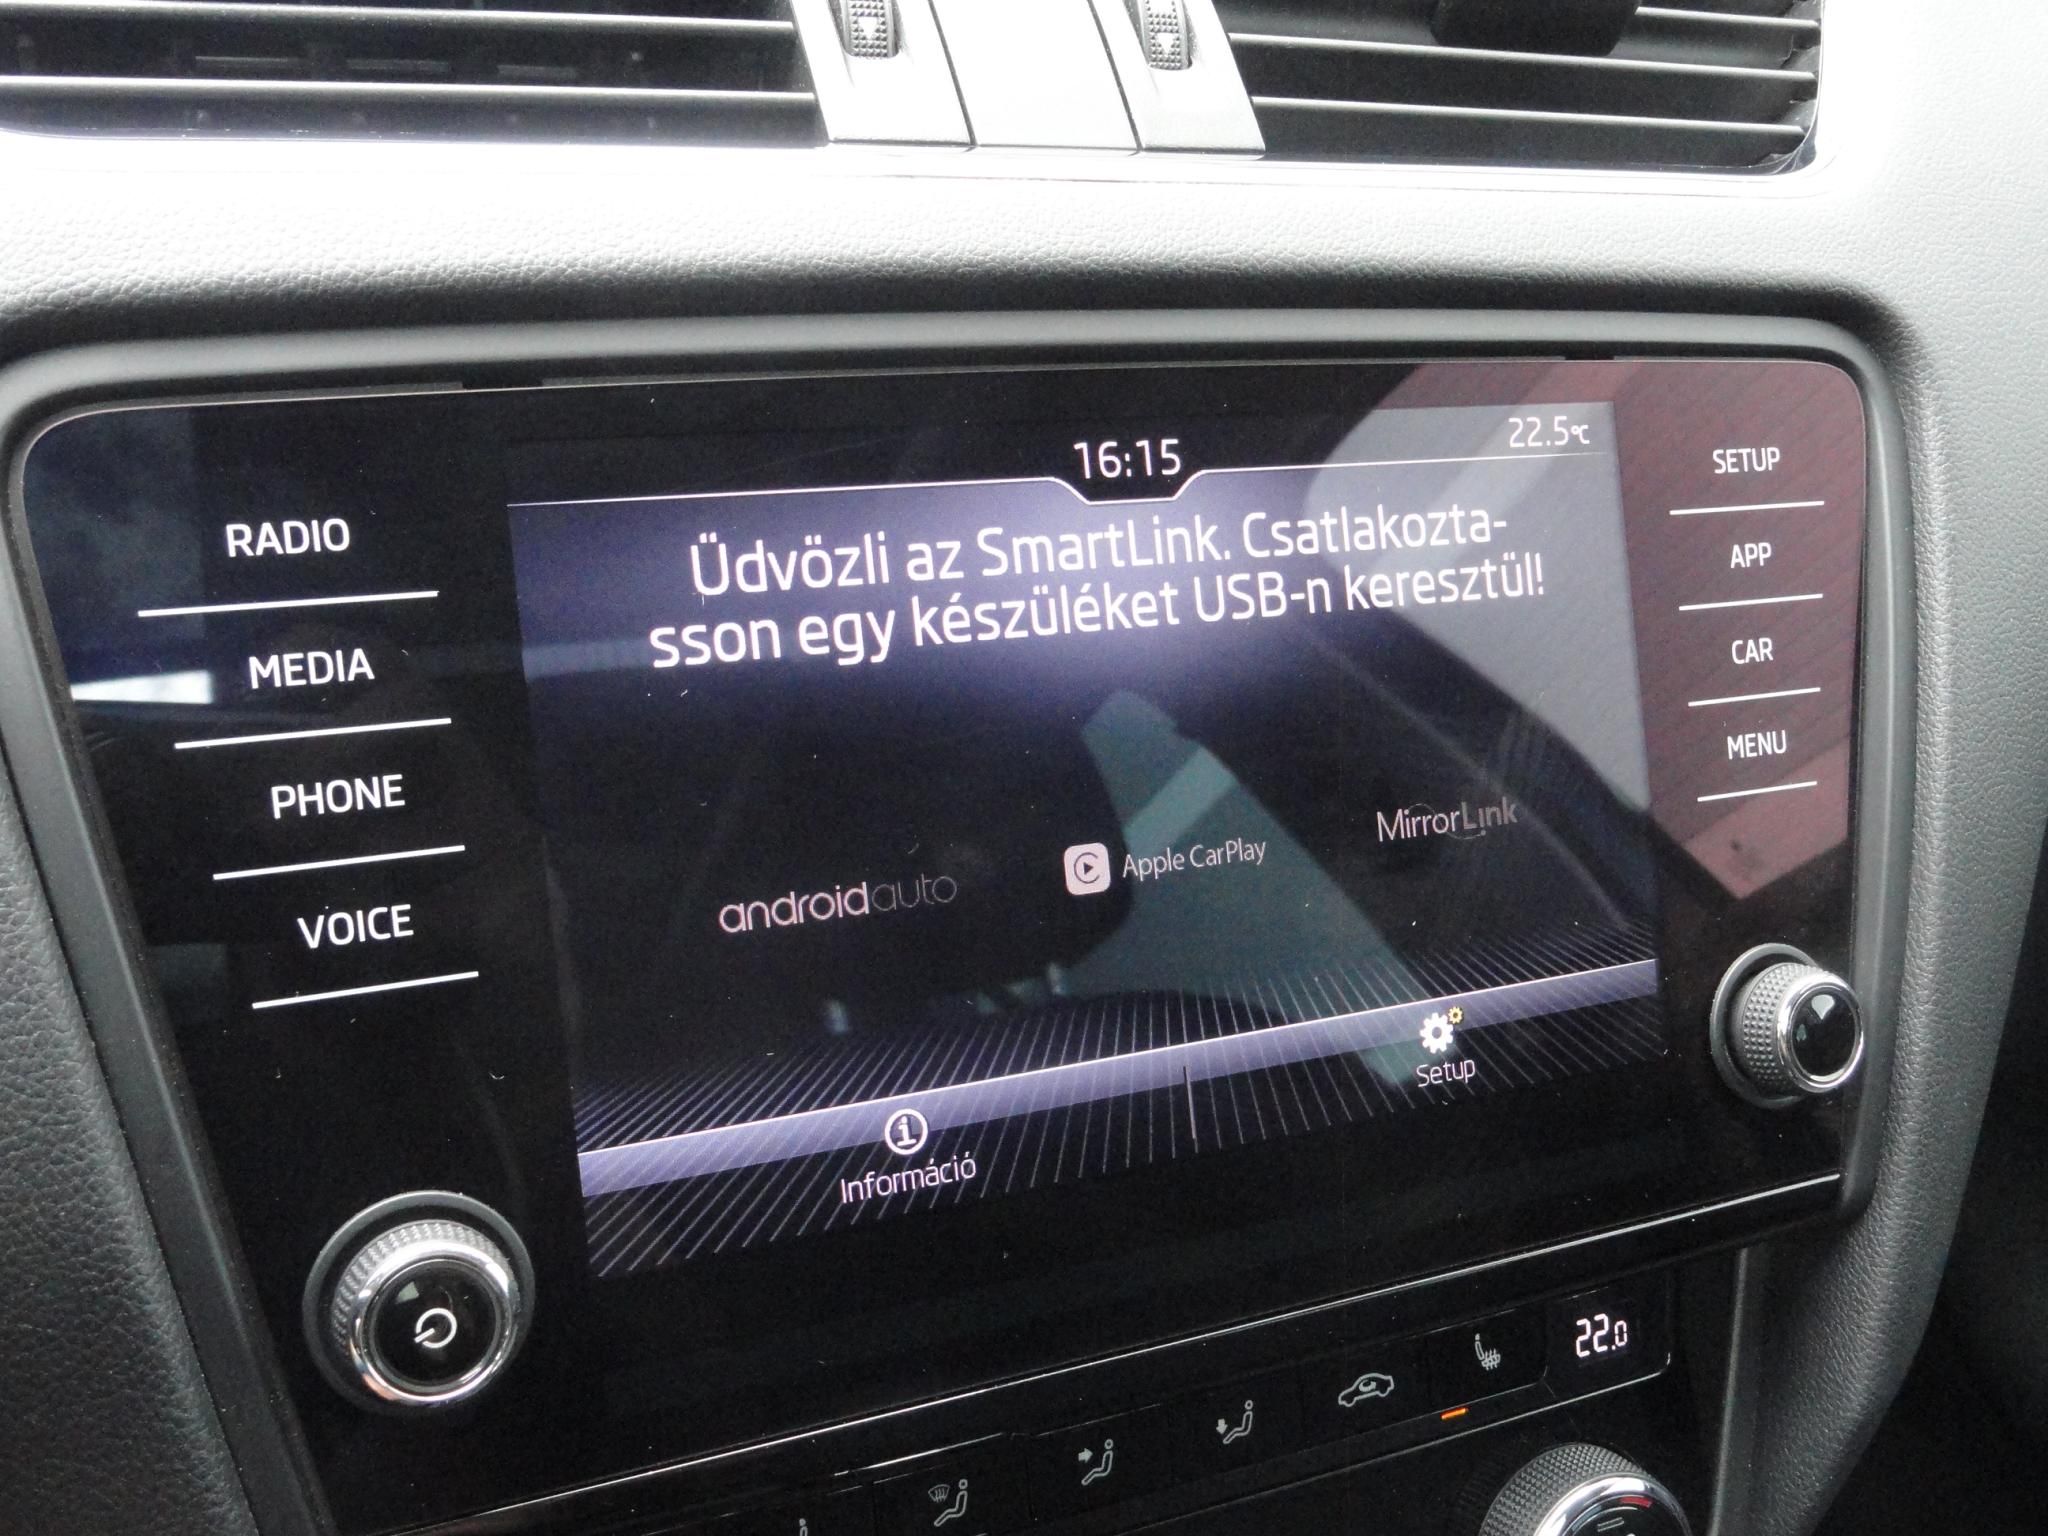 16:15
22.5°C
Üdvözli az SmartLink. Csatlakozta-
sson egy készüléket USB-n keresztül!
RADIO
MEDIA
PHONE
VOICE
SETUP
APP
CAR
MENU
androidauto
Apple CarPlay
MirrorLink
Információ
Setup
22.0